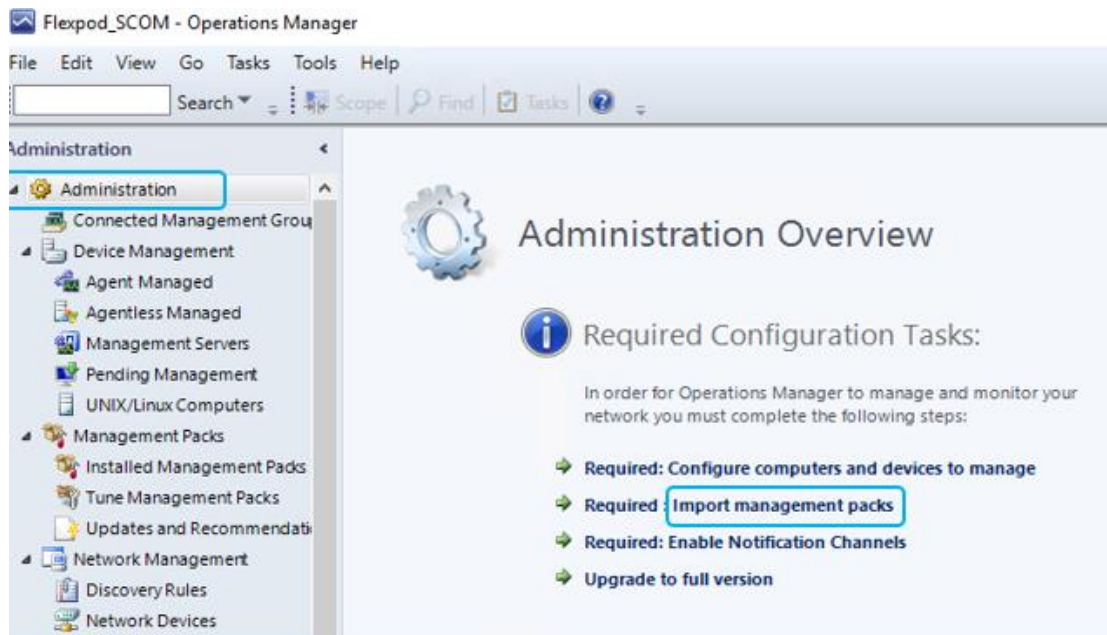 Flexpod_SCOM - Operations Manager
File Edit View Go Tasks Tools Help
Search Scope Find Tasks
Administration
Administration
Connected Management Grou
Device Management
Agent Managed
Agentless Managed
Management Servers
Pending Management
UNIX/Linux Computers
Management Packs
Installed Management Packs
Tune Management Packs
Updates and Recommendati
Network Management
Discovery Rules
Network Devices
Administration Overview
Required Configuration Tasks:
In order for Operations Manager to manage and monitor your
network you must complete the following steps:
Required: Configure computers and devices to manage
Required : Import management packs
Required: Enable Notification Channels
Upgrade to full version